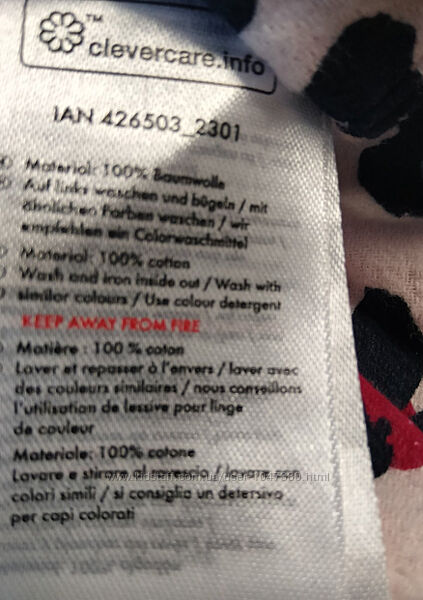 ™
clevercare.info
IAN 426503_2301
Material: 100% Baumwolle
Auf links waschen und bügeln / mit
ähnlichen Farben waschen / wir
empfehlen ein Colorwaschmittel
Material: 100% cotton
Wash and iron inside out / Wash with
similar colours / Use colour detergent
KEEP AWAY FROM FIRE
Matière : 100 % coton
Laver et repasser à l'envers / laver avec
des couleurs similaires / nous conseillons
l'utilisation de lessive pour linge
de couleur
Materiale: 100% cotone
Lavare e stirare al rovescio / lavare con
colori simili / si consiglia un detersivo
per capi colorati